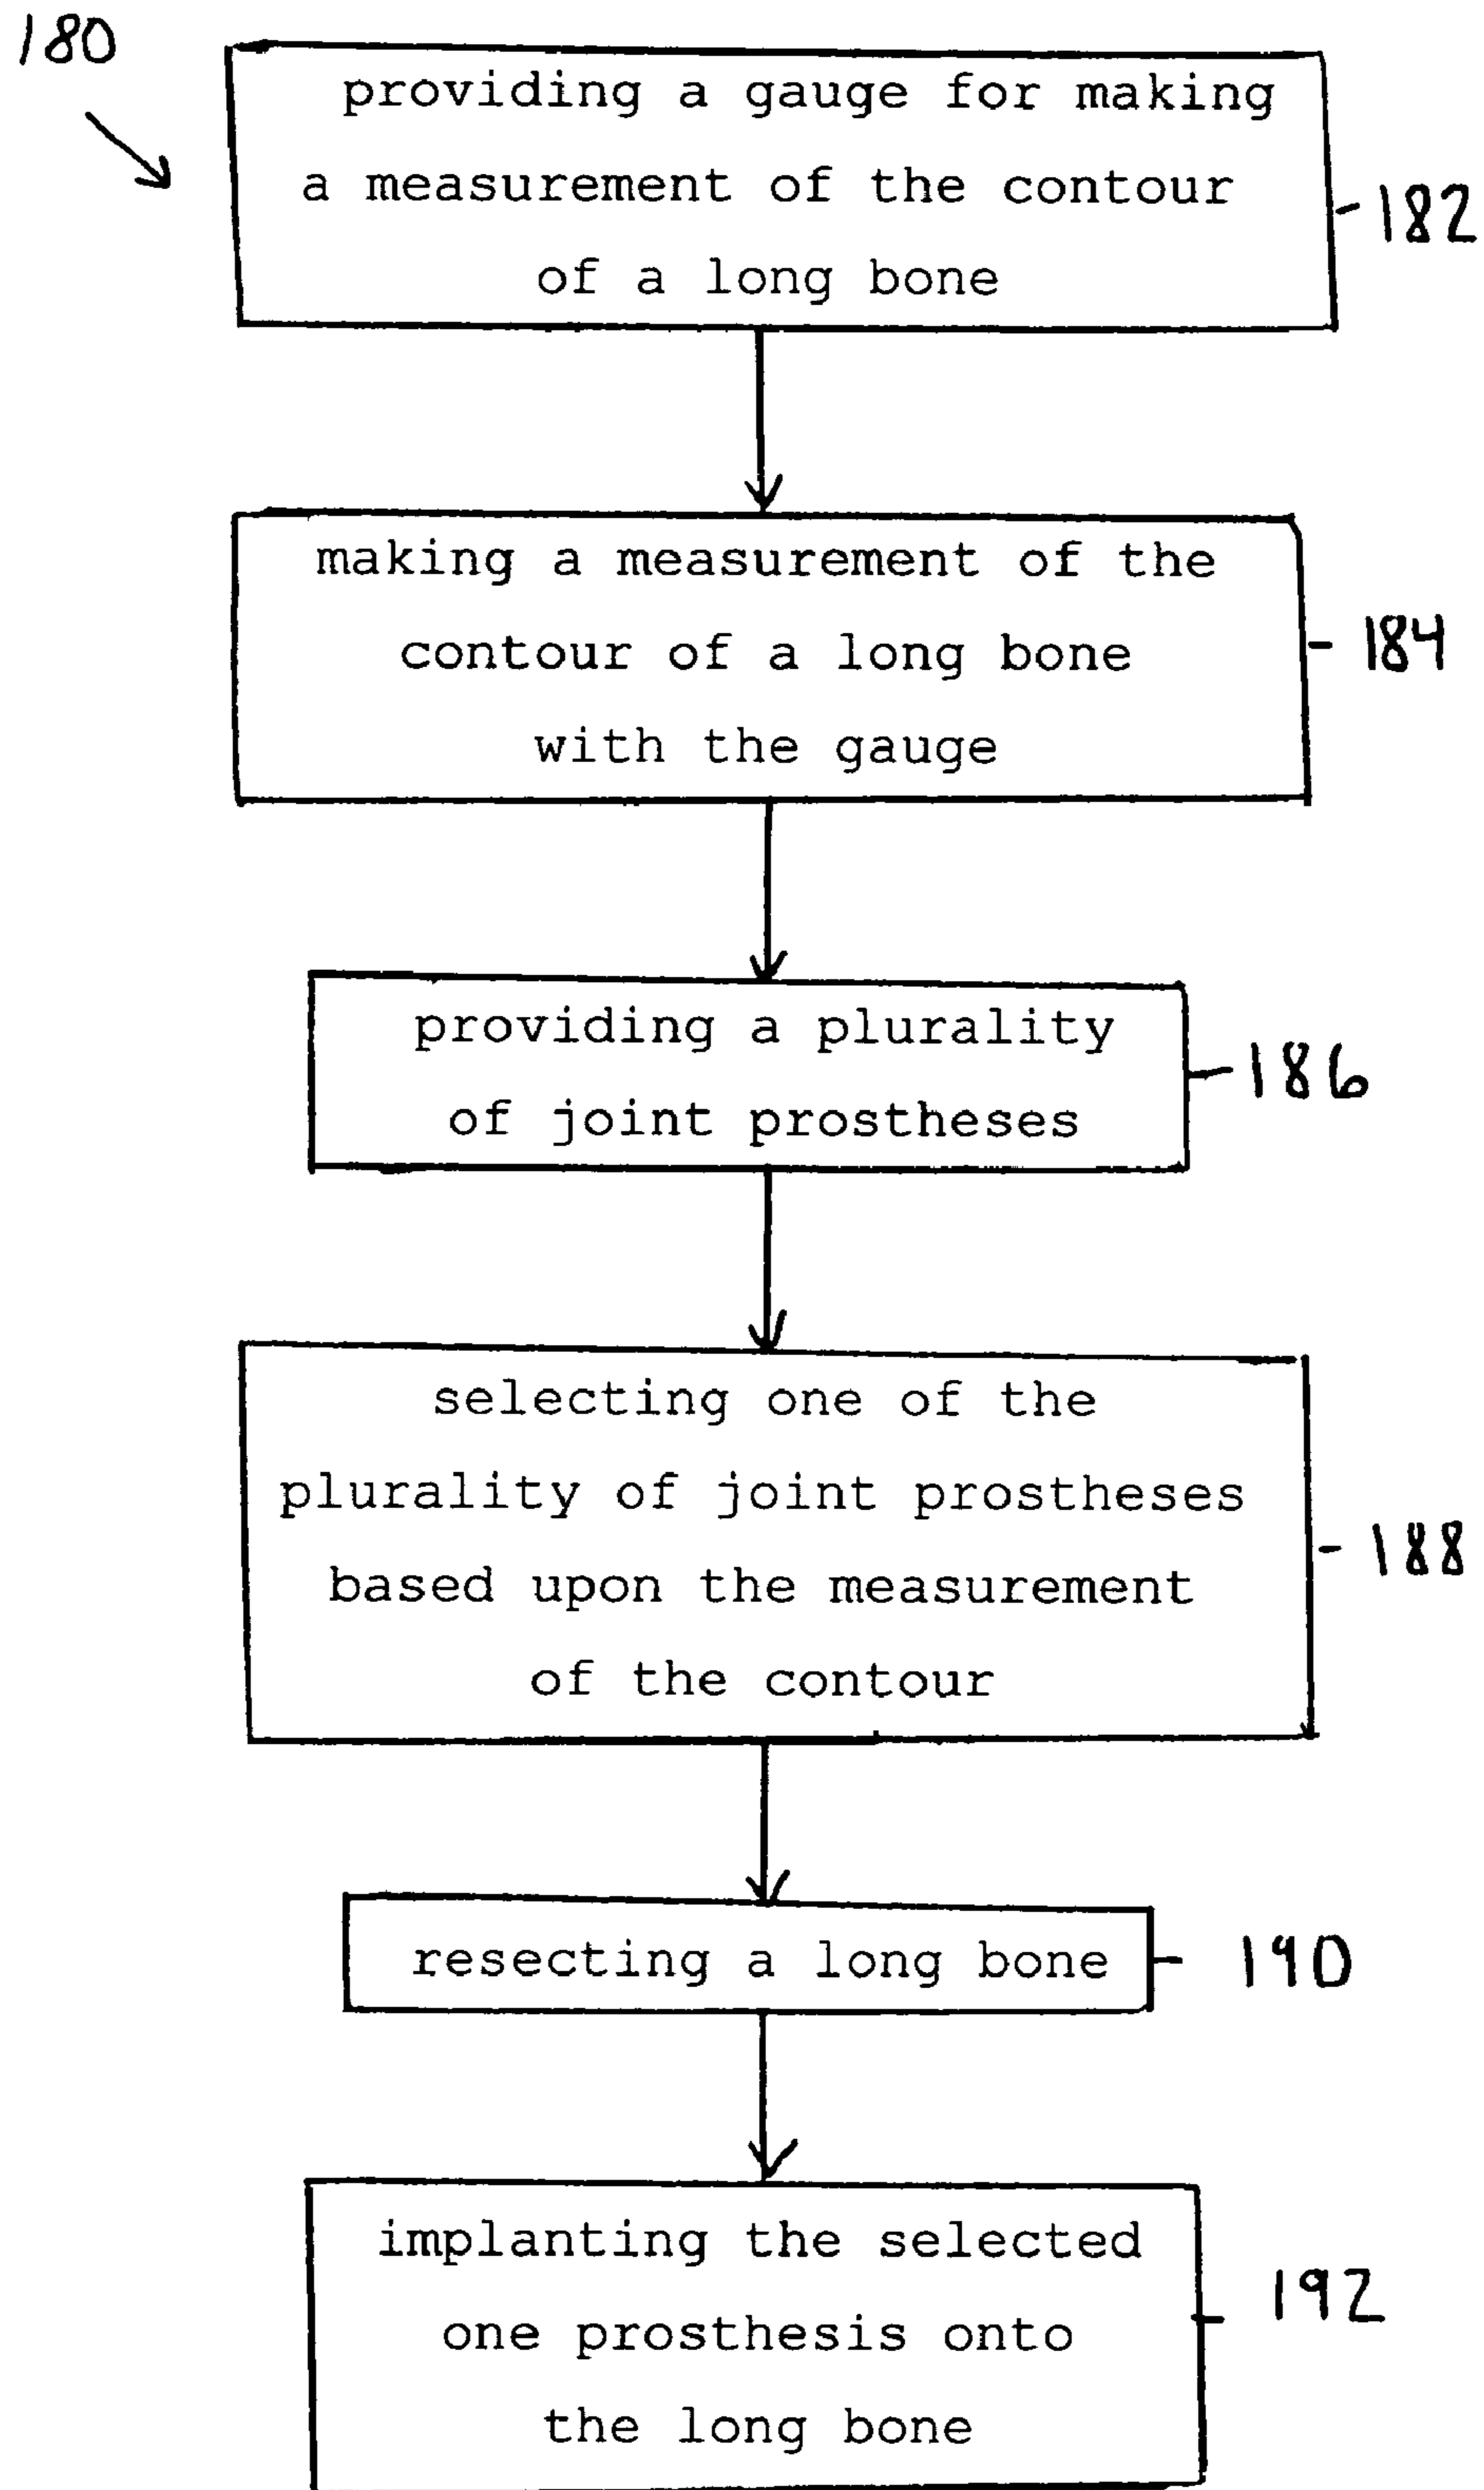 180
providing a gauge for making
a measurement of the contour
of a long bone
182
making a measurement of the
contour of a long bone
with the gauge
184
providing a plurality
of joint prostheses
186
selecting one of the
plurality of joint prostheses
based upon the measurement
of the contour
188
resecting a long bone
190
implanting the selected
one prosthesis onto
the long bone
192